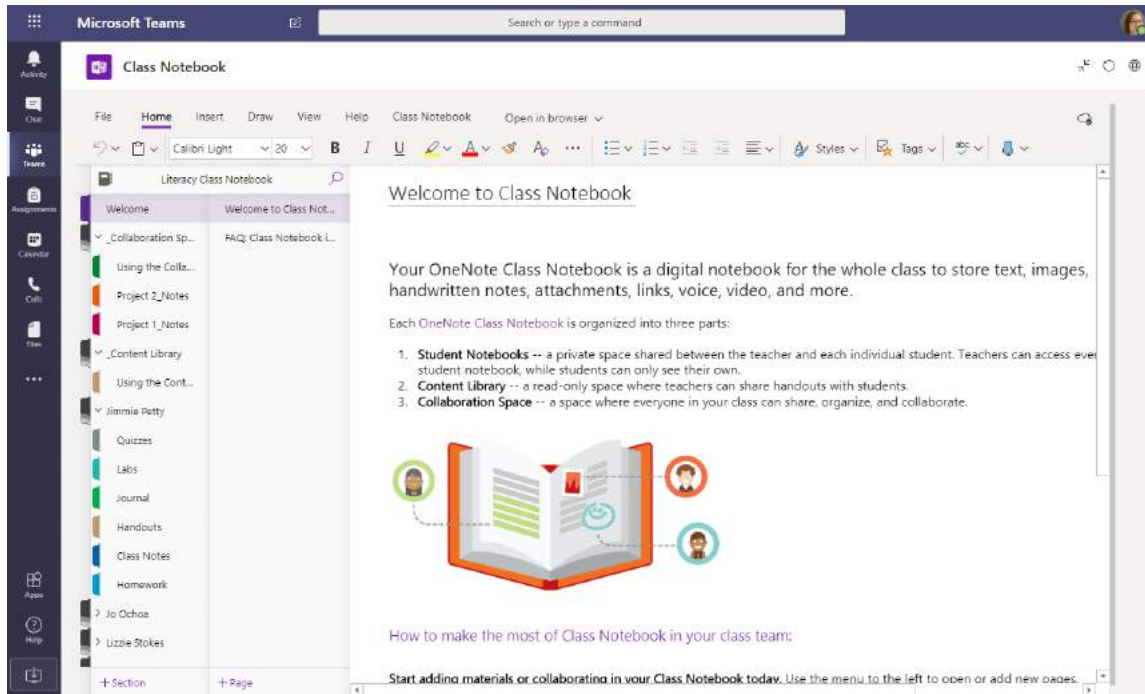 Microsoft Teams
Search or type a command
Activity
Chat
Teams
Assignments
Calendar
Calls
Files
Apps
Help
Class Notebook
File Home Insert Draw View Help Class Notebook Open in browser
Calibri Light 20 B I U A A Styles Tags abc
Literacy Class Notebook
Welcome
_Collaboration Sp...
Using the Colla...
Project 2_Notes
Project 1_Notes
_Content Library
Using the Cont...
Jimmie Petty
Quizzes
Labs
Journal
Handouts
Class Notes
Homework
Jo Ochoa
Lizzie Stokes
+ Section
Welcome to Class Not...
FAQ: Class Notebook i...
+ Page
Welcome to Class Notebook
Your OneNote Class Notebook is a digital notebook for the whole class to store text, images,
handwritten notes, attachments, links, voice, video, and more.
Each OneNote Class Notebook is organized into three parts:
1. Student Notebooks -- a private space shared between the teacher and each individual student. Teachers can access ever
student notebook, while students can only see their own.
2. Content Library -- a read-only space where teachers can share handouts with students.
3. Collaboration Space -- a space where everyone in your class can share, organize, and collaborate.
How to make the most of Class Notebook in your class team:
Start adding materials or collaborating in your Class Notebook today. Use the menu to the left to open or add new pages.